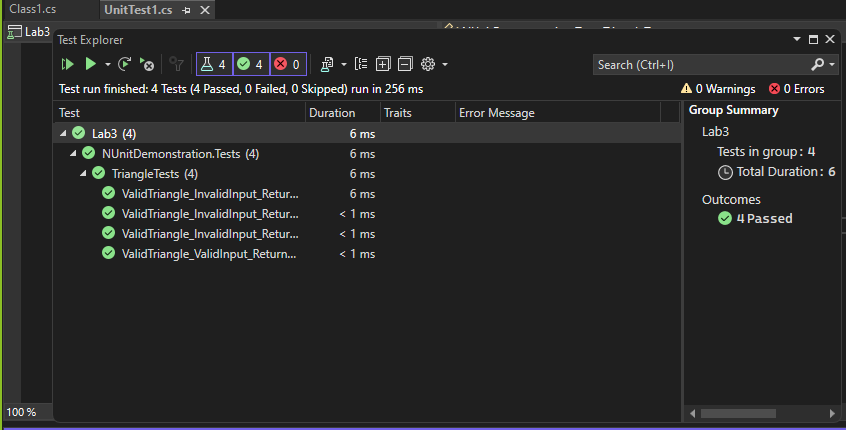 Class1.cs
UnitTest1.cs
Lab3
Test Explorer
4 4 0
Search (Ctrl+I)
Test run finished: 4 Tests (4 Passed, 0 Failed, 0 Skipped) run in 256 ms
0 Warnings 0 Errors
Test Duration Traits Error Message
Lab3 (4) 6 ms
NUnitDemonstration.Tests (4) 6 ms
TriangleTests (4) 6 ms
ValidTriangle_InvalidInput_Retur... 6 ms
ValidTriangle_InvalidInput_Retur... < 1 ms
ValidTriangle_InvalidInput_Retur... < 1 ms
ValidTriangle_ValidInput_Return... < 1 ms
Group Summary
Lab3
Tests in group: 4
Total Duration: 6
Outcomes
4 Passed
100 %